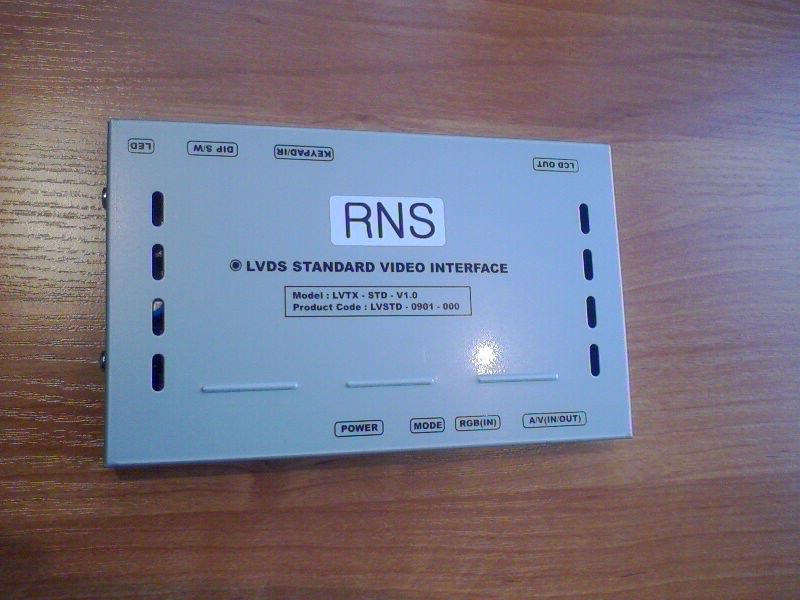 LED
DIP S/W
KEYPAD/IR
LCD OUT
RNS
LVDS STANDARD VIDEO INTERFACE
Model : LVTX - STD - V1.0
Product Code : LVSTD - 0901 - 000
POWER
MODE
RGB(IN)
A/V(IN/OUT)